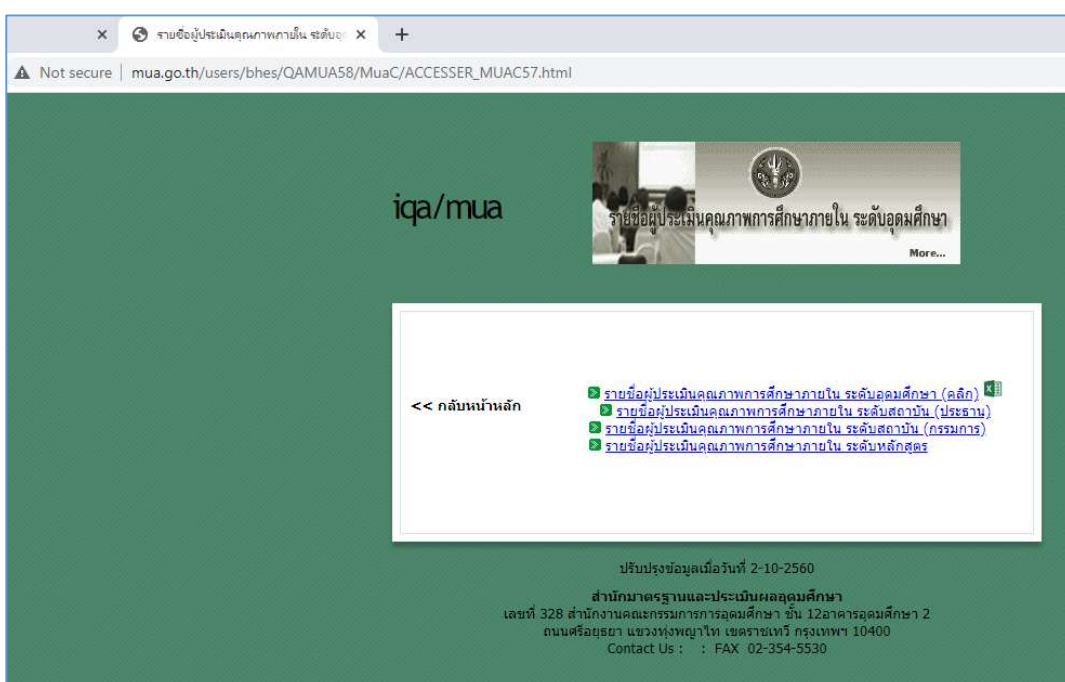 รายชื่อผู้ประเมินคุณภาพภายใน ระดับอุ
Not secure | mua.go.th/users/bhes/QAMUA58/MuaC/ACCESSER_MUAC57.html
iqa/mua
รายชื่อผู้ประเมินคุณภาพการศึกษาภายใน ระดับอุดมศึกษา
More...
<< กลับหน้าหลัก
รายชื่อผู้ประเมินคุณภาพการศึกษาภายใน ระดับอุดมศึกษา (คลิก)
รายชื่อผู้ประเมินคุณภาพการศึกษาภายใน ระดับสถาบัน (ประธาน)
รายชื่อผู้ประเมินคุณภาพการศึกษาภายใน ระดับสถาบัน (กรรมการ)
รายชื่อผู้ประเมินคุณภาพการศึกษาภายใน ระดับหลักสูตร
ปรับปรุงข้อมูลเมื่อวันที่ 2-10-2560
สำนักมาตรฐานและประเมินผลอุดมศึกษา
เลขที่ 328 สำนักงานคณะกรรมการการอุดมศึกษา ชั้น 12อาคารอุดมศึกษา 2
ถนนศรีอยุธยา แขวงทุ่งพญาไท เขตราชเทวี กรุงเทพฯ 10400
Contact Us : : FAX 02-354-5530